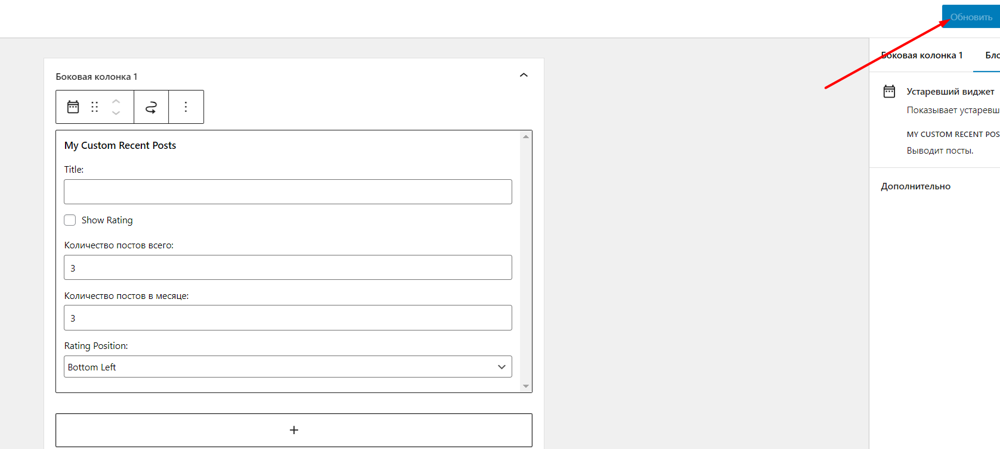 Обновить
Боковая колонка 1
Бло
Боковая колонка 1
Устаревший виджет
Показывает устаревш
MY CUSTOM RECENT POS
Выводит посты.
Дополнительно
My Custom Recent Posts
Title:
Show Rating
Количество постов всего:
3
Количество постов в месяце:
3
Rating Position:
Bottom Left